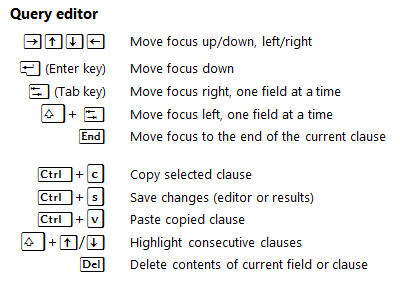 Query editor
→ ↑ ↓ ← Move focus up/down, left/right
↵ (Enter key) Move focus down
↹ (Tab key) Move focus right, one field at a time
⇧ + ↹ Move focus left, one field at a time
End Move focus to the end of the current clause
Ctrl + c Copy selected clause
Ctrl + s Save changes (editor or results)
Ctrl + v Paste copied clause
⇧ + ↑/↓ Highlight consecutive clauses
Del Delete contents of current field or clause